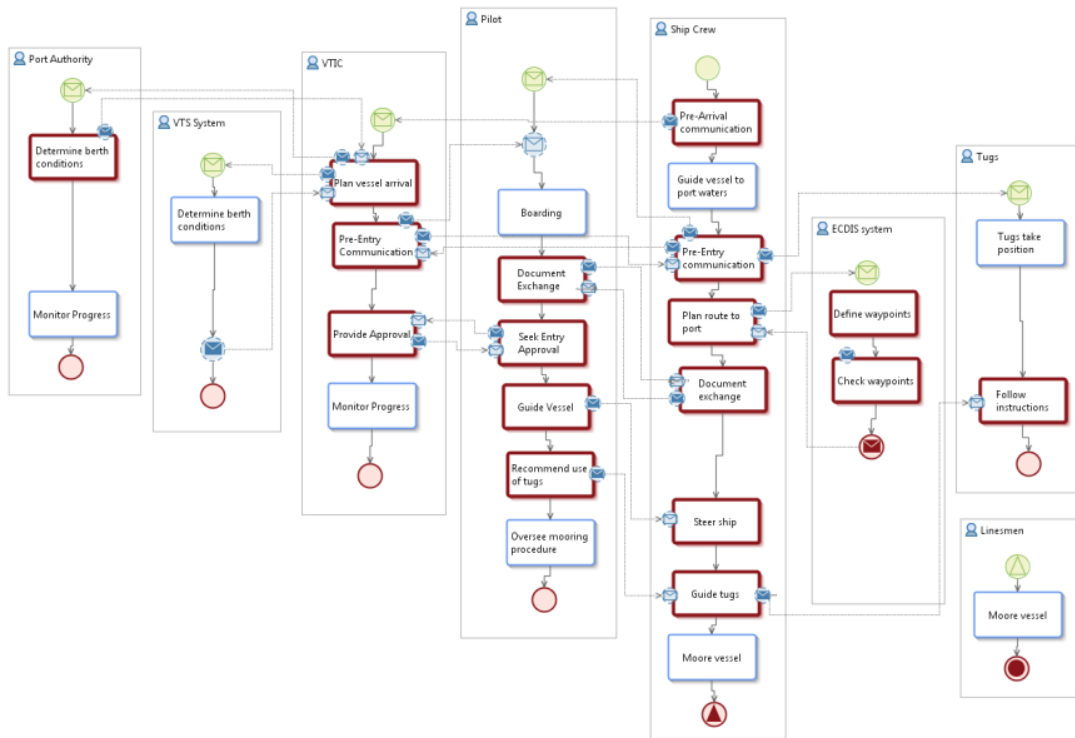 Port Authority
Determine berth
conditions
Monitor Progress
VTS System
Determine berth
conditions
VTIC
Plan vessel arrival
Pre-Entry
Communication
Provide Approval
Monitor Progress
Pilot
Boarding
Document
Exchange
Seek Entry
Approval
Guide Vessel
Recommend use
of tugs
Oversee mooring
procedure
Ship Crew
Pre-Arrival
communication
Guide vessel to
port waters
Pre-Entry
communication
Plan route to
port
Document
exchange
Steer ship
Guide tugs
Moore vessel
ECDIS system
Define waypoints
Check waypoints
Tugs
Tugs take
position
Follow
instructions
Linesmen
Moore vessel